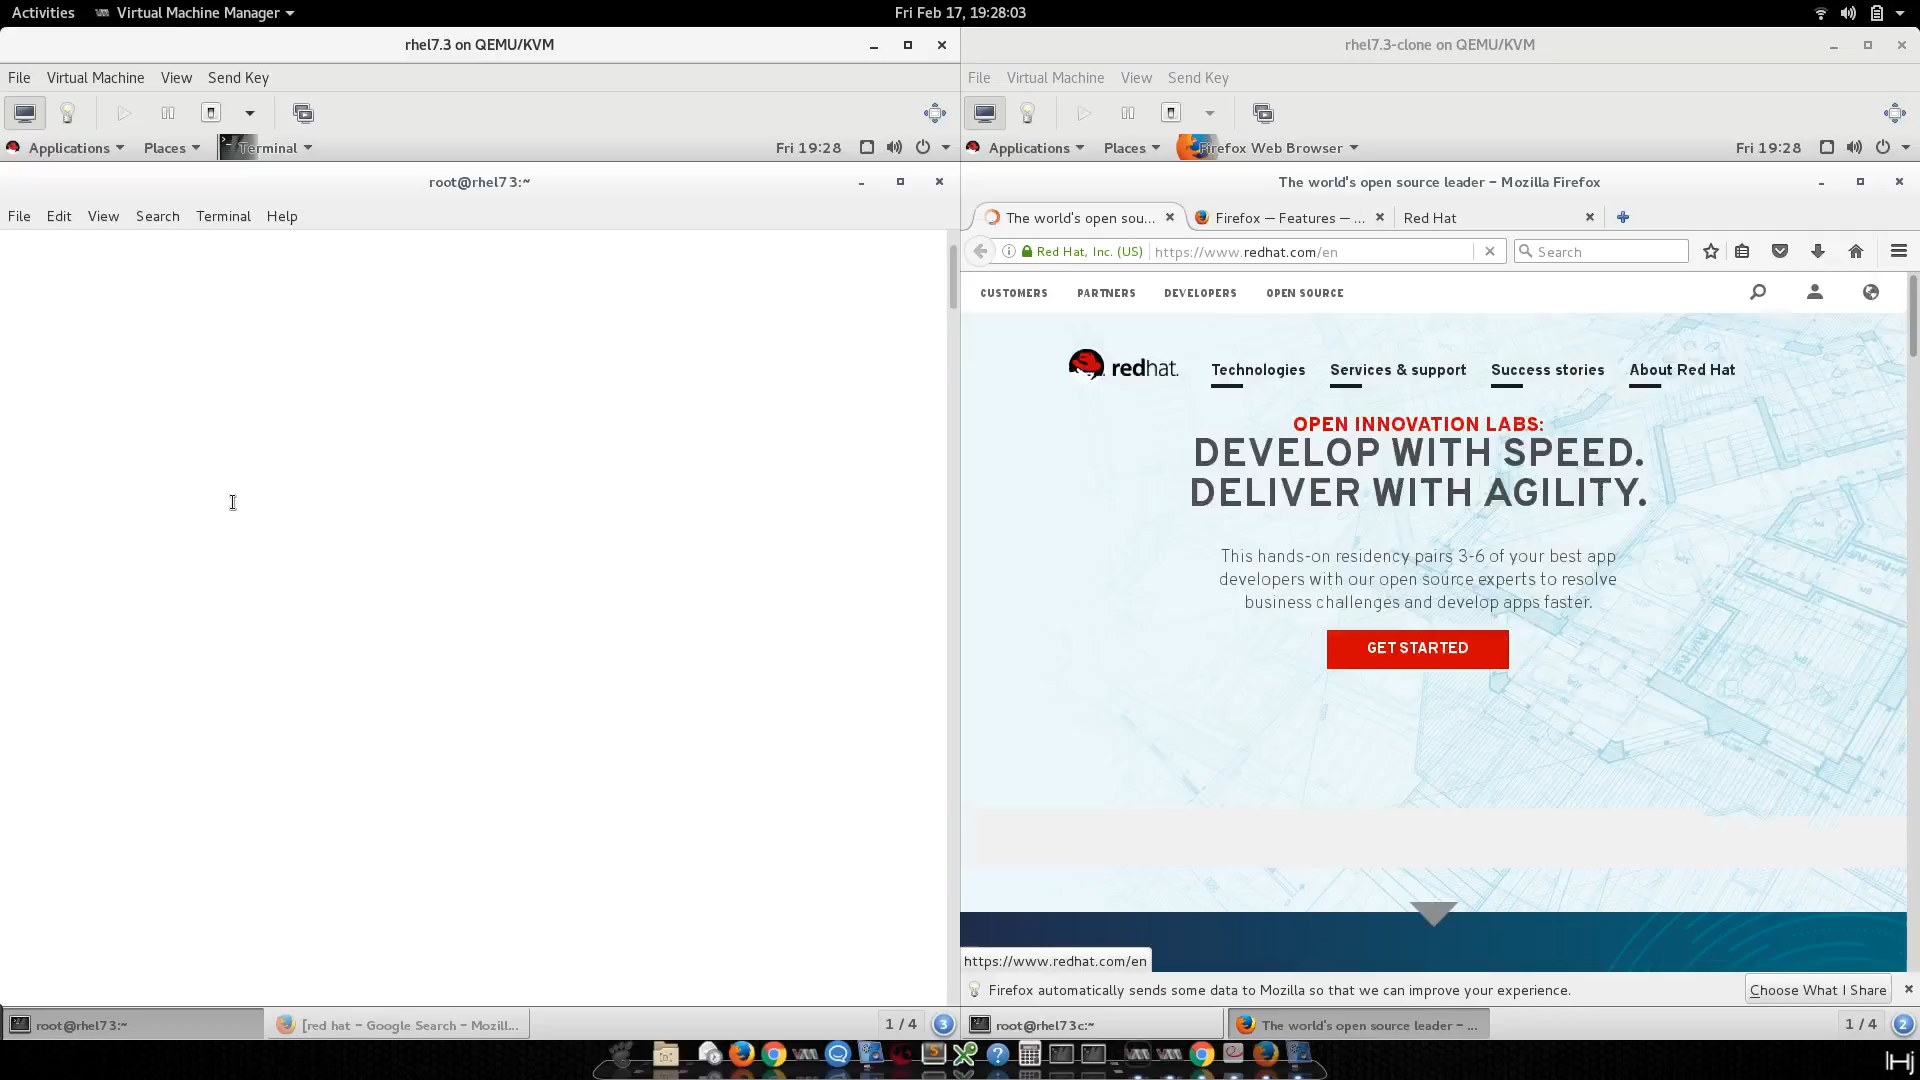 Activities Virtual Machine Manager Fri Feb 17, 19:28:03
rhel7.3 on QEMU/KVM
File Virtual Machine View Send Key
Applications Places Terminal Fri 19:28
root@rhel73:~
File Edit View Search Terminal Help
root@rhel73:~ [red hat - Google Search - Mozill... 1 / 4 3
rhel7.3-clone on QEMU/KVM
File Virtual Machine View Send Key
Applications Places Firefox Web Browser Fri 19:28
The world's open source leader - Mozilla Firefox
The world's open sou... Firefox — Features — ... Red Hat
Red Hat, Inc. (US) https://www.redhat.com/en Search
CUSTOMERS PARTNERS DEVELOPERS OPEN SOURCE
redhat. Technologies Services & support Success stories About Red Hat
OPEN INNOVATION LABS:
DEVELOP WITH SPEED.
DELIVER WITH AGILITY.
This hands-on residency pairs 3-6 of your best app
developers with our open source experts to resolve
business challenges and develop apps faster.
GET STARTED
https://www.redhat.com/en
Firefox automatically sends some data to Mozilla so that we can improve your experience. Choose What I Share
root@rhel73c:~ The world's open source leader - ... 1 / 4 2